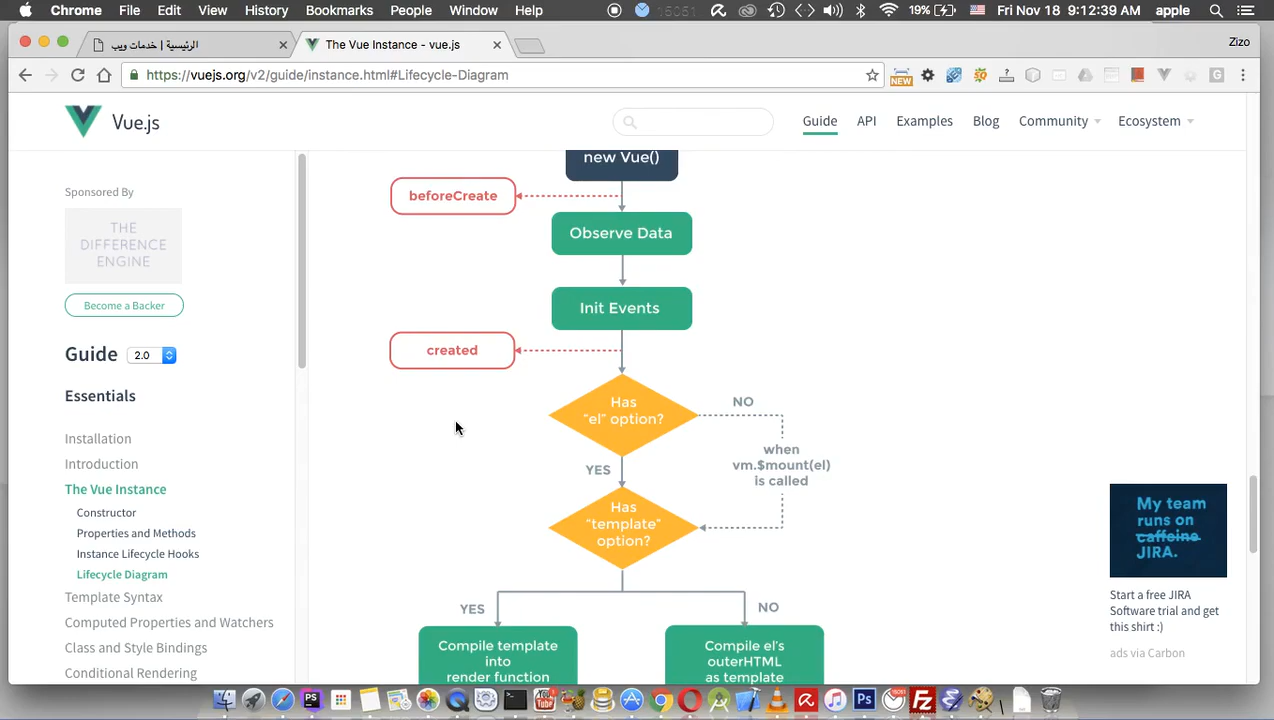 Chrome File Edit View History Bookmarks People Window Help 15051 19% Fri Nov 18 9:12:39 AM apple
الرئيسية | خدمات ويب
The Vue Instance - vue.js
Zizo
https://vuejs.org/v2/guide/instance.html#Lifecycle-Diagram
NEW
Vue.js
Guide API Examples Blog Community Ecosystem
Sponsored By
THE
DIFFERENCE
ENGINE
Become a Backer
Guide 2.0
Essentials
Installation
Introduction
The Vue Instance
Constructor
Properties and Methods
Instance Lifecycle Hooks
Lifecycle Diagram
Template Syntax
Computed Properties and Watchers
Class and Style Bindings
Conditional Rendering
new Vue()
beforeCreate
Observe Data
Init Events
created
Has
"el" option?
NO
when
vm.$mount(el)
is called
YES
Has
"template"
option?
YES
NO
Compile template
into
render function
Compile el's
outerHTML
as template
My team
runs on
caffeine
JIRA.
Start a free JIRA
Software trial and get
this shirt :)
ads via Carbon